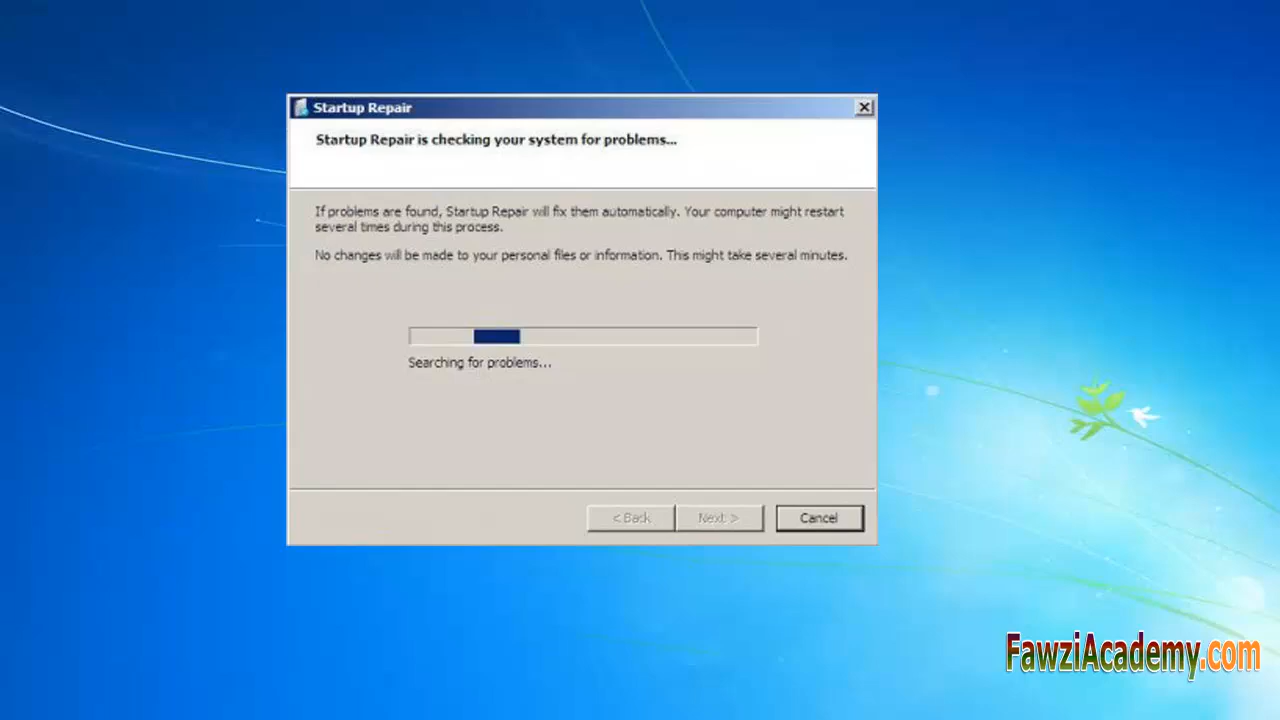 Startup Repair
Startup Repair is checking your system for problems...
If problems are found, Startup Repair will fix them automatically. Your computer might restart
several times during this process.
No changes will be made to your personal files or information. This might take several minutes.
Searching for problems...
< Back
Next >
Cancel
FawziAcademy.com